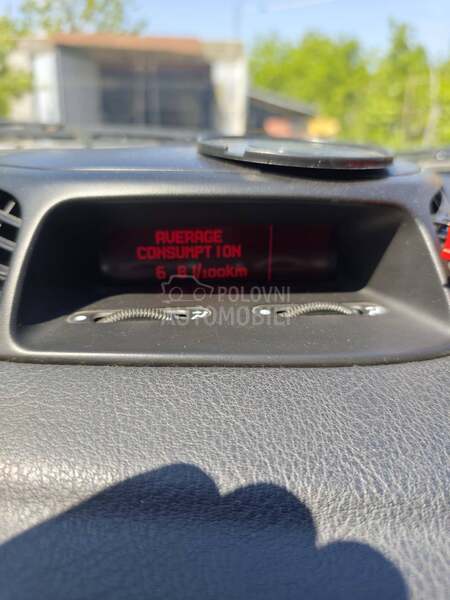 AVERAGE
CONSUMPTION
6.8 l/100km
POLOVNI
AUTOMOBILI